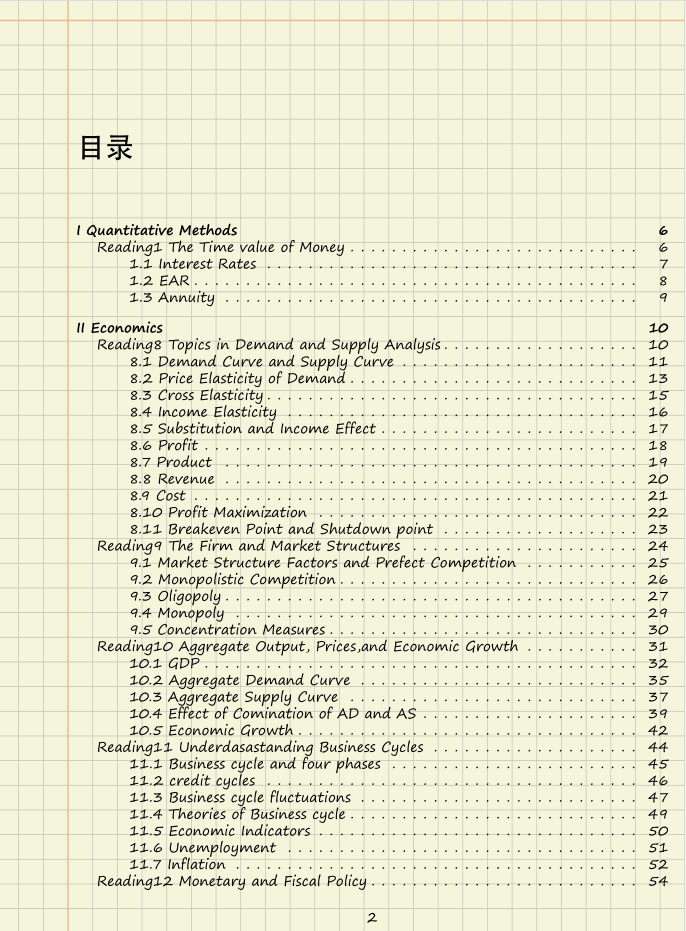 目录
I Quantitative Methods 6
Reading1 The Time value of Money . . . . . . . . . . . . . . . . . . . . . . . . . . 6
1.1 Interest Rates . . . . . . . . . . . . . . . . . . . . . . . . . . . . . . . . . 7
1.2 EAR . . . . . . . . . . . . . . . . . . . . . . . . . . . . . . . . . . . . . . . 8
1.3 Annuity . . . . . . . . . . . . . . . . . . . . . . . . . . . . . . . . . . . . . 9
II Economics 10
Reading8 Topics in Demand and Supply Analysis . . . . . . . . . . . . . . . . . . 10
8.1 Demand Curve and Supply Curve . . . . . . . . . . . . . . . . . . . . . . 11
8.2 Price Elasticity of Demand . . . . . . . . . . . . . . . . . . . . . . . . . . 13
8.3 Cross Elasticity . . . . . . . . . . . . . . . . . . . . . . . . . . . . . . . . . 15
8.4 Income Elasticity . . . . . . . . . . . . . . . . . . . . . . . . . . . . . . . 16
8.5 Substitution and Income Effect . . . . . . . . . . . . . . . . . . . . . . . . 17
8.6 Profit . . . . . . . . . . . . . . . . . . . . . . . . . . . . . . . . . . . . . . 18
8.7 Product . . . . . . . . . . . . . . . . . . . . . . . . . . . . . . . . . . . . . 19
8.8 Revenue . . . . . . . . . . . . . . . . . . . . . . . . . . . . . . . . . . . . 20
8.9 Cost . . . . . . . . . . . . . . . . . . . . . . . . . . . . . . . . . . . . . . . 21
8.10 Profit Maximization . . . . . . . . . . . . . . . . . . . . . . . . . . . . . 22
8.11 Breakeven Point and Shutdown point . . . . . . . . . . . . . . . . . . . 23
Reading9 The Firm and Market Structures . . . . . . . . . . . . . . . . . . . . . . 24
9.1 Market Structure Factors and Prefect Competition . . . . . . . . . . . 25
9.2 Monopolistic Competition . . . . . . . . . . . . . . . . . . . . . . . . . . . 26
9.3 Oligopoly . . . . . . . . . . . . . . . . . . . . . . . . . . . . . . . . . . . . 27
9.4 Monopoly . . . . . . . . . . . . . . . . . . . . . . . . . . . . . . . . . . . . 29
9.5 Concentration Measures . . . . . . . . . . . . . . . . . . . . . . . . . . . . 30
Reading10 Aggregate Output, Prices,and Economic Growth . . . . . . . . . . . 31
10.1 GDP . . . . . . . . . . . . . . . . . . . . . . . . . . . . . . . . . . . . . . 32
10.2 Aggregate Demand Curve . . . . . . . . . . . . . . . . . . . . . . . . . . 35
10.3 Aggregate Supply Curve . . . . . . . . . . . . . . . . . . . . . . . . . . . 37
10.4 Effect of Comination of AD and AS . . . . . . . . . . . . . . . . . . . . . 39
10.5 Economic Growth . . . . . . . . . . . . . . . . . . . . . . . . . . . . . . . 42
Reading11 Underdasastanding Business Cycles . . . . . . . . . . . . . . . . . . . 44
11.1 Business cycle and four phases . . . . . . . . . . . . . . . . . . . . . . . 45
11.2 credit cycles . . . . . . . . . . . . . . . . . . . . . . . . . . . . . . . . . 46
11.3 Business cycle fluctuations . . . . . . . . . . . . . . . . . . . . . . . . . 47
11.4 Theories of Business cycle . . . . . . . . . . . . . . . . . . . . . . . . . . 49
11.5 Economic Indicators . . . . . . . . . . . . . . . . . . . . . . . . . . . . . 50
11.6 Unemployment . . . . . . . . . . . . . . . . . . . . . . . . . . . . . . . . 51
11.7 Inflation . . . . . . . . . . . . . . . . . . . . . . . . . . . . . . . . . . . . 52
Reading12 Monetary and Fiscal Policy . . . . . . . . . . . . . . . . . . . . . . . . 54
2